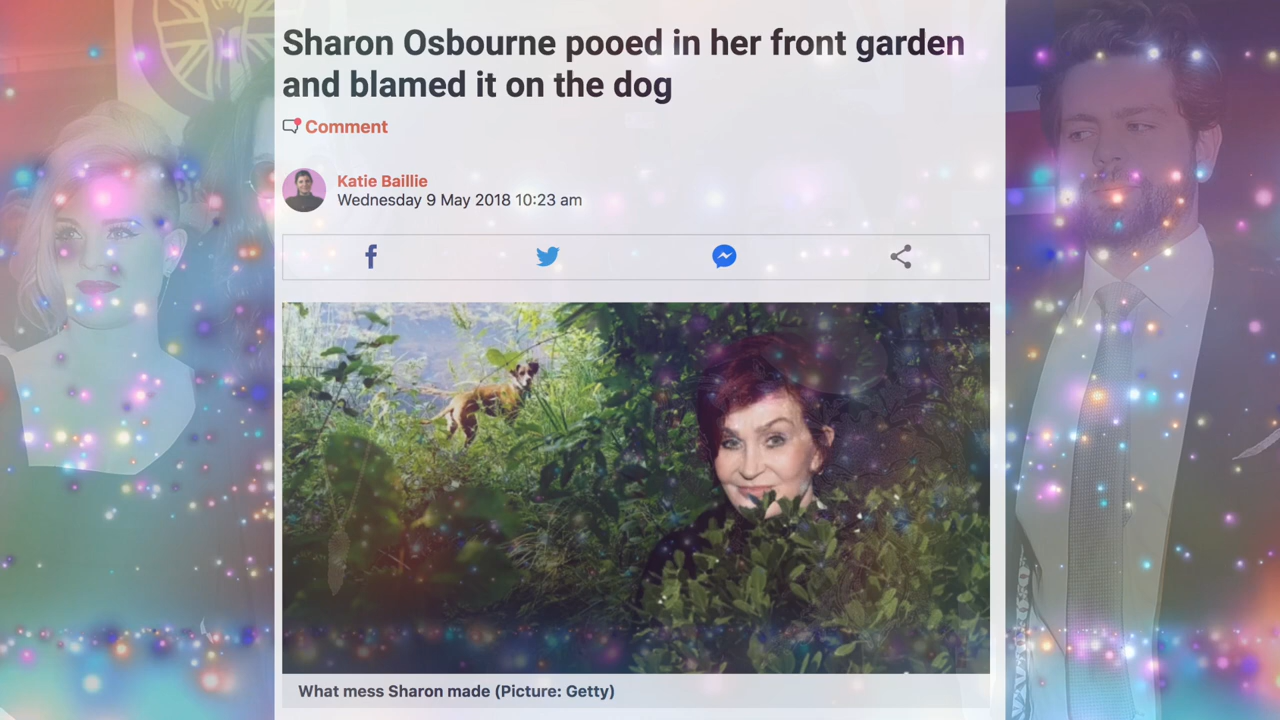 Sharon Osbourne pooed in her front garden
and blamed it on the dog
Comment
Katie Baillie
Wednesday 9 May 2018 10:23 am
What mess Sharon made (Picture: Getty)